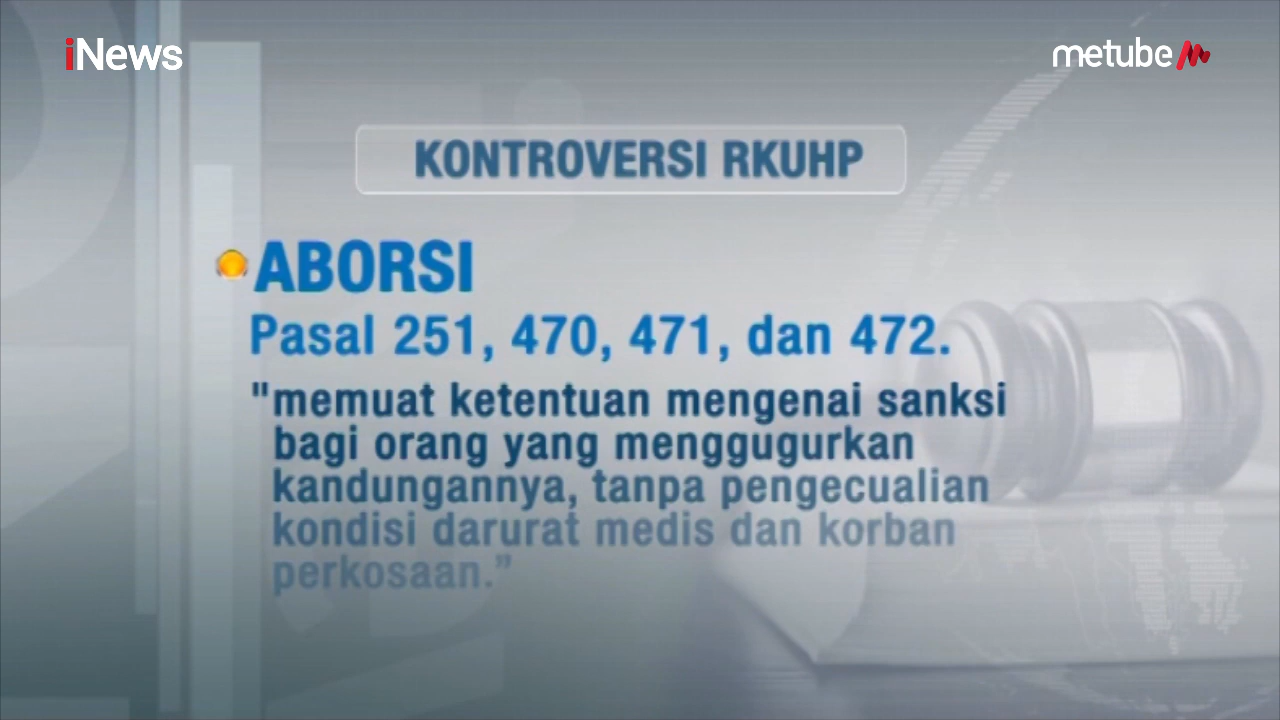 iNews
metube
KONTROVERSI RKUHP
ABORSI
Pasal 251, 470, 471, dan 472.
"memuat ketentuan mengenai sanksi
bagi orang yang menggugurkan
kandungannya, tanpa pengecualian
kondisi darurat medis dan korban
perkosaan.”